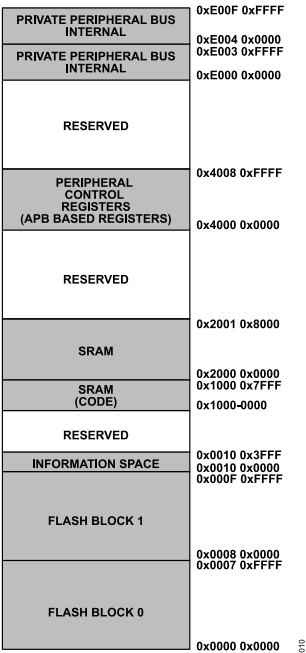 PRIVATE PERIPHERAL BUS
INTERNAL
0xE00F 0xFFFF
0xE004 0x0000
PRIVATE PERIPHERAL BUS
INTERNAL
0xE003 0xFFFF
0xE000 0x0000
RESERVED
0x4008 0xFFFF
PERIPHERAL
CONTROL
REGISTERS
(APB BASED REGISTERS)
0x4000 0x0000
RESERVED
0x2001 0x8000
SRAM
0x2000 0x0000
0x1000 0x7FFF
SRAM
(CODE)
0x1000-0000
RESERVED
0x0010 0x3FFF
INFORMATION SPACE
0x0010 0x0000
0x000F 0xFFFF
FLASH BLOCK 1
0x0008 0x0000
0x0007 0xFFFF
FLASH BLOCK 0
0x0000 0x0000
010